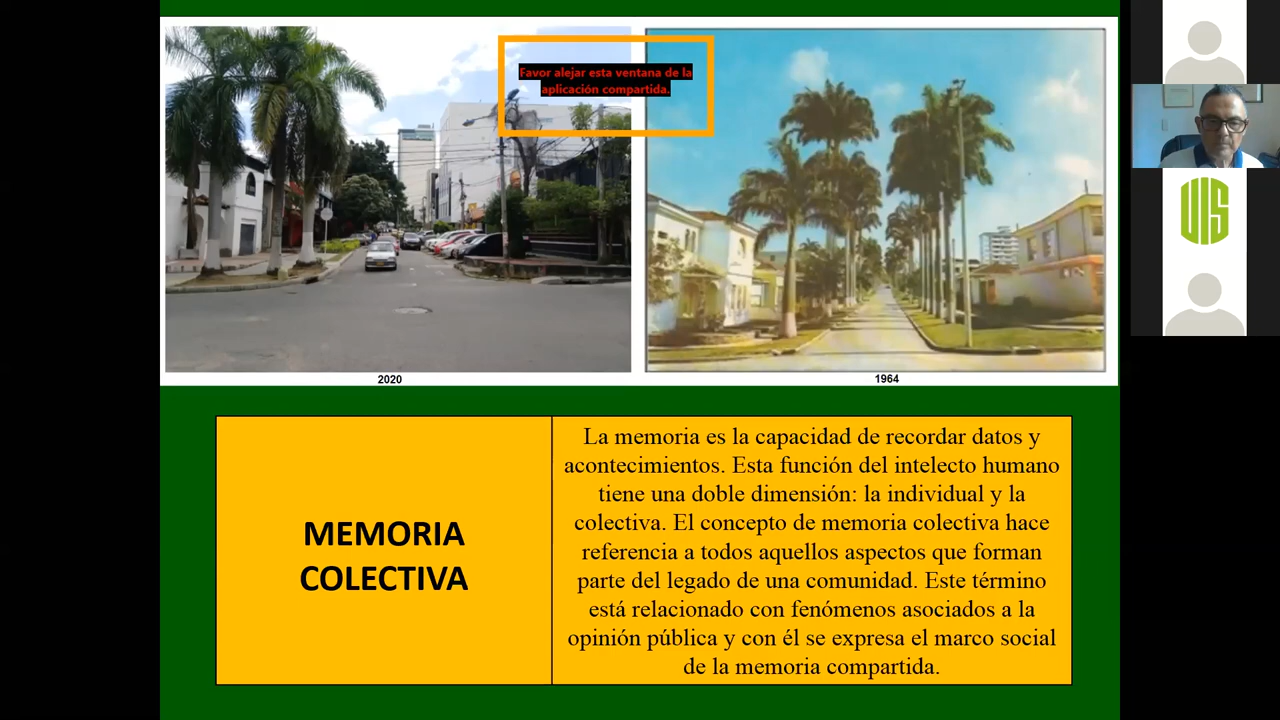 Favor alejar esta ventana de la
aplicación compartida.
2020
1964
MEMORIA
COLECTIVA
La memoria es la capacidad de recordar datos y
acontecimientos. Esta función del intelecto humano
tiene una doble dimensión: la individual y la
colectiva. El concepto de memoria colectiva hace
referencia a todos aquellos aspectos que forman
parte del legado de una comunidad. Este término
está relacionado con fenómenos asociados a la
opinión pública y con él se expresa el marco social
de la memoria compartida.
UIS